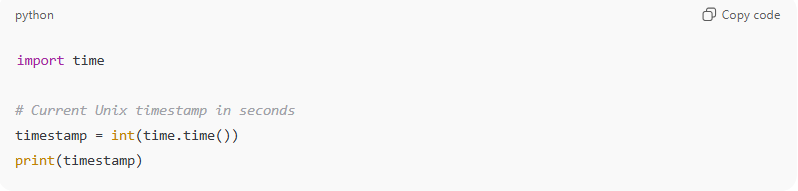 python
Copy code
import time
# Current Unix timestamp in seconds
timestamp = int(time.time())
print(timestamp)